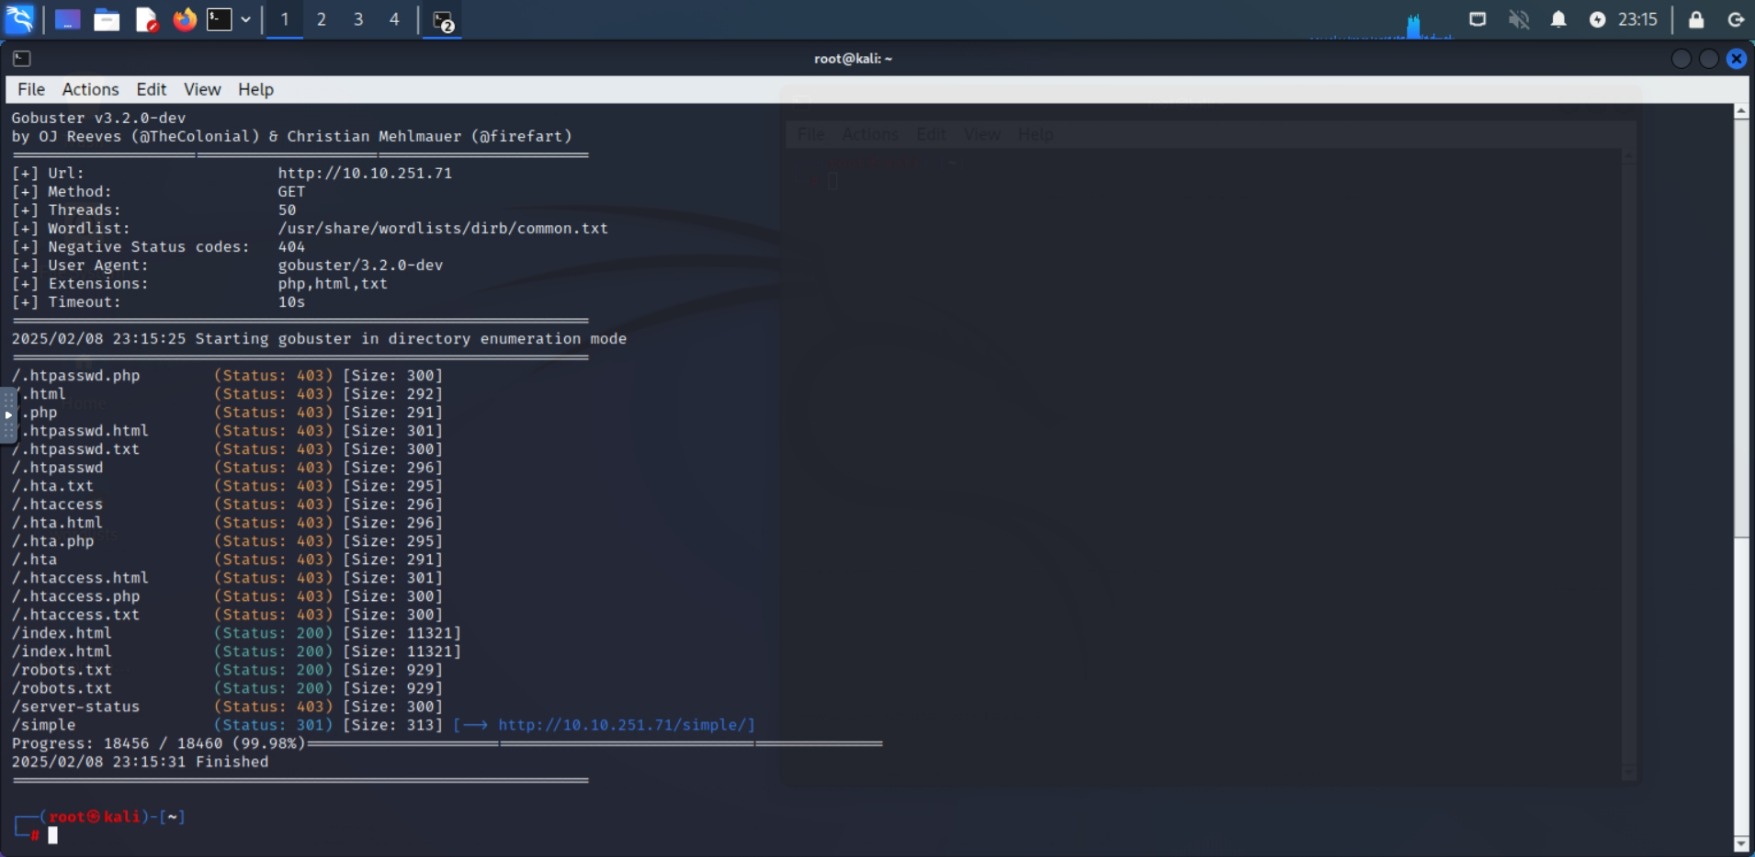 1 2 3 4 2 23:15
root@kali: ~
File Actions Edit View Help
Gobuster v3.2.0-dev
by OJ Reeves (@TheColonial) & Christian Mehlmauer (@firefart)
[+] Url: http://10.10.251.71
[+] Method: GET
[+] Threads: 50
[+] Wordlist: /usr/share/wordlists/dirb/common.txt
[+] Negative Status codes: 404
[+] User Agent: gobuster/3.2.0-dev
[+] Extensions: php,html,txt
[+] Timeout: 10s
2025/02/08 23:15:25 Starting gobuster in directory enumeration mode
/.htpasswd.php (Status: 403) [Size: 300]
/.html (Status: 403) [Size: 292]
.php (Status: 403) [Size: 291]
.htpasswd.html (Status: 403) [Size: 301]
/.htpasswd.txt (Status: 403) [Size: 300]
/.htpasswd (Status: 403) [Size: 296]
/.hta.txt (Status: 403) [Size: 295]
/.htaccess (Status: 403) [Size: 296]
/.hta.html (Status: 403) [Size: 296]
/.hta.php (Status: 403) [Size: 295]
/.hta (Status: 403) [Size: 291]
/.htaccess.html (Status: 403) [Size: 301]
/.htaccess.php (Status: 403) [Size: 300]
/.htaccess.txt (Status: 403) [Size: 300]
/index.html (Status: 200) [Size: 11321]
/index.html (Status: 200) [Size: 11321]
/robots.txt (Status: 200) [Size: 929]
/robots.txt (Status: 200) [Size: 929]
/server-status (Status: 403) [Size: 300]
/simple (Status: 301) [Size: 313] [--> http://10.10.251.71/simple/]
Progress: 18456 / 18460 (99.98%)
2025/02/08 23:15:31 Finished
(root㉿kali)-[~]
#
File Actions Edit View Help
Home